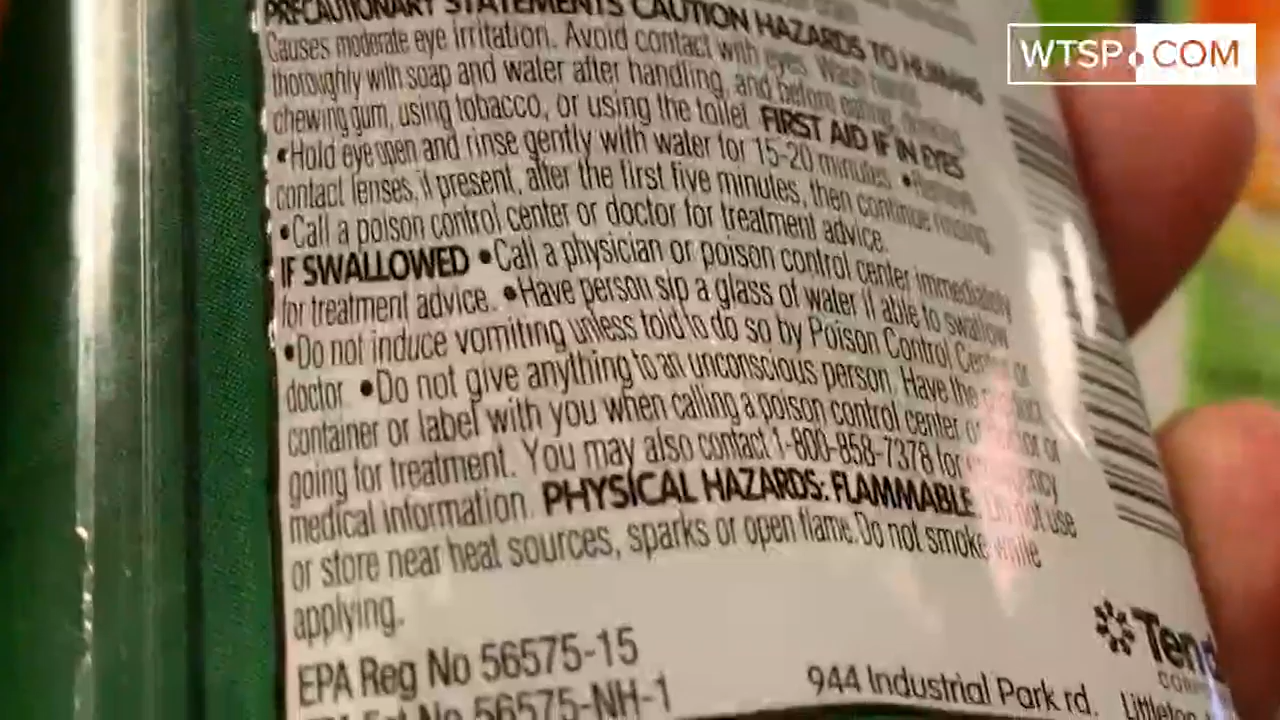 WTSP.COM
PRECAUTIONARY STATEMENTS CAUTION HAZARDS TO HUMANS
Causes moderate eye irritation. Avoid contact with eyes. Wash hands
thoroughly with soap and water after handling, and before eating, drinking,
chewing gum, using tobacco, or using the toilet. FIRST AID IF IN EYES
•Hold eye open and rinse gently with water for 15-20 minutes •Remove
contact lenses, if present, after the first five minutes, then continue rinsing.
•Call a poison control center or doctor for treatment advice.
IF SWALLOWED •Call a physician or poison control center immediately
for treatment advice. •Have person sip a glass of water if able to swallow
•Do not induce vomiting unless told to do so by Poison Control Center or
doctor. •Do not give anything to an unconscious person. Have the
container or label with you when calling a poison control center or or
going for treatment. You may also contact 1-800-858-7378 for
medical information. PHYSICAL HAZARDS: FLAMMABLE. Do not use
or store near heat sources, sparks or open flame. Do not smoke while
applying.
EPA Reg No 56575-15
No 56575-NH-1
944 Industrial Park rd.